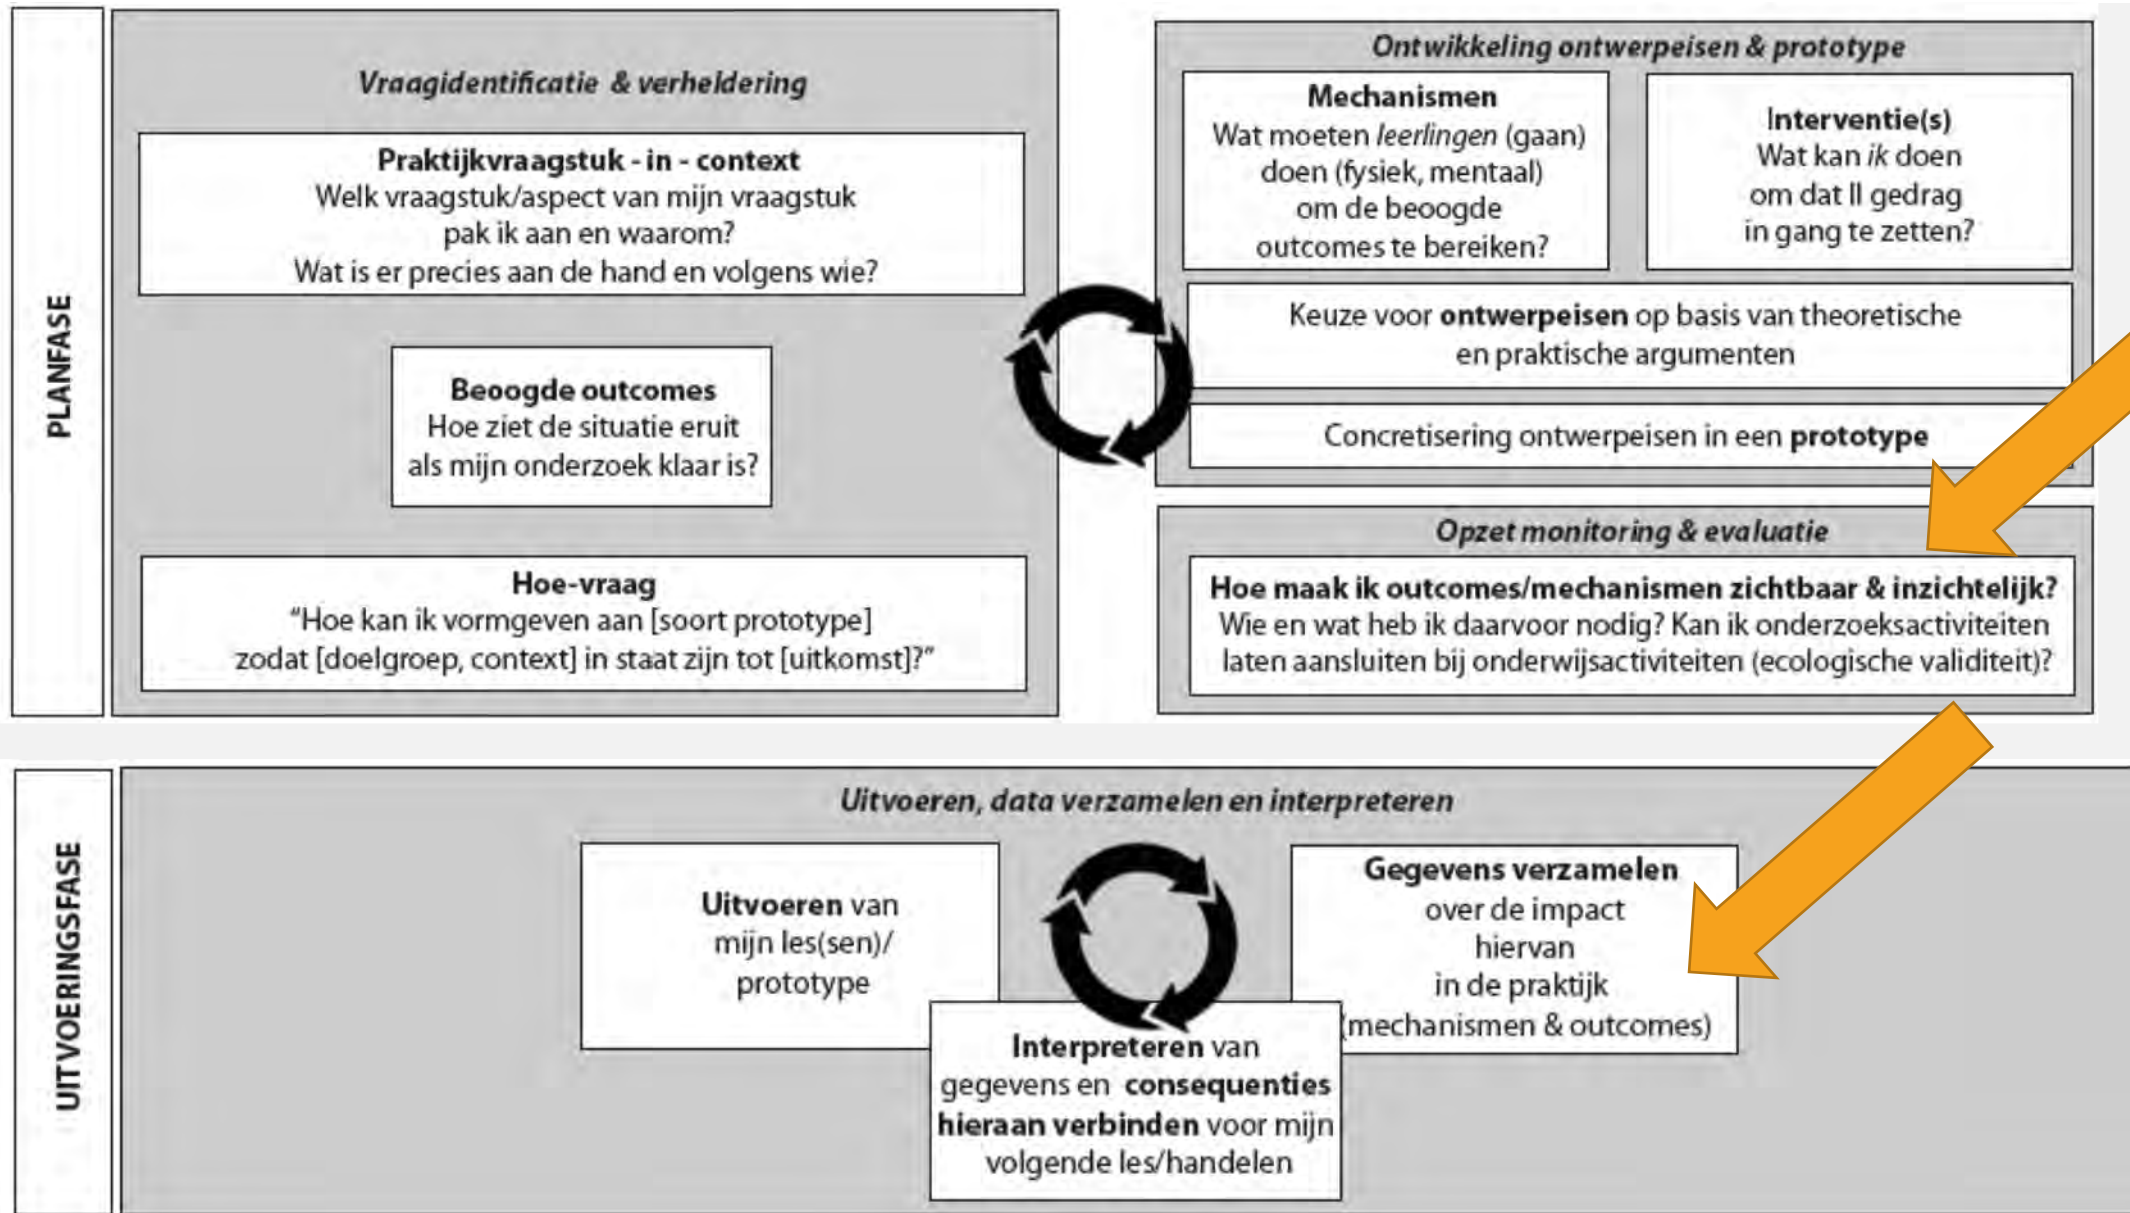 PLANFASE
Vraagidentificatie & verheldering
Praktijkvraagstuk - in - context
Welk vraagstuk/aspect van mijn vraagstuk
pak ik aan en waarom?
Wat is er precies aan de hand en volgens wie?
Beoogde outcomes
Hoe ziet de situatie eruit
als mijn onderzoek klaar is?
Hoe-vraag
“Hoe kan ik vormgeven aan [soort prototype]
zodat [doelgroep, context] in staat zijn tot [uitkomst]?”
Ontwikkeling ontwerpeisen & prototype
Mechanismen
Wat moeten leerlingen (gaan)
doen (fysiek, mentaal)
om de beoogde
outcomes te bereiken?
Interventie(s)
Wat kan ik doen
om dat ll gedrag
in gang te zetten?
Keuze voor ontwerpeisen op basis van theoretische
en praktische argumenten
Concretisering ontwerpeisen in een prototype
Opzet monitoring & evaluatie
Hoe maak ik outcomes/mechanismen zichtbaar & inzichtelijk?
Wie en wat heb ik daarvoor nodig? Kan ik onderzoeksactiviteiten
laten aansluiten bij onderwijsactiviteiten (ecologische validiteit)?
UITVOERINGSFASE
Uitvoeren, data verzamelen en interpreteren
Uitvoeren van
mijn les(sen)/
prototype
Gegevens verzamelen
over de impact
hiervan
in de praktijk
(mechanismen & outcomes)
Interpreteren van
gegevens en consequenties
hieraan verbinden voor mijn
volgende les/handelen